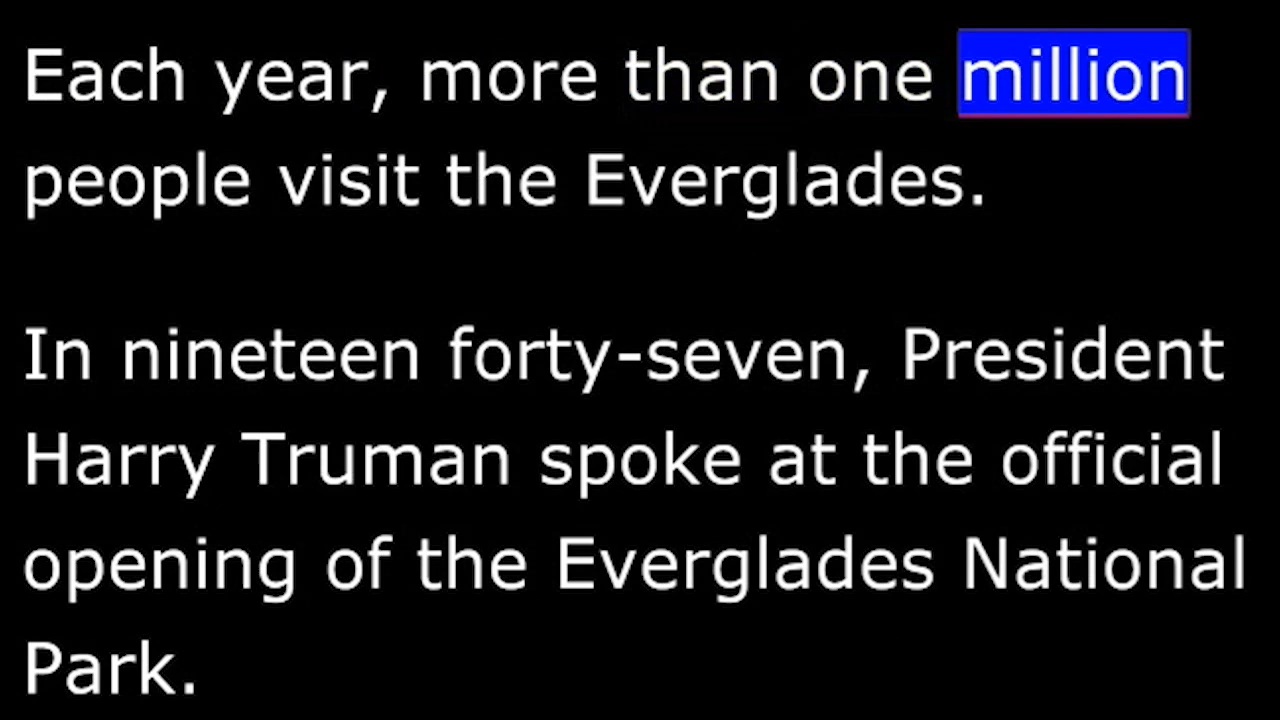 Each year, more than one million
people visit the Everglades.
In nineteen forty-seven, President
Harry Truman spoke at the official
opening of the Everglades National
Park.